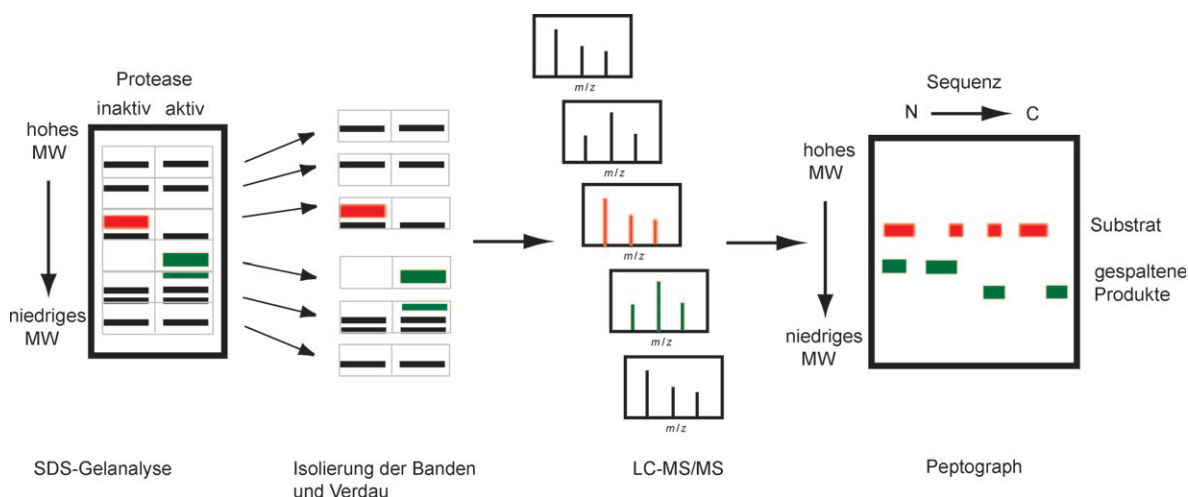 Protease
inaktiv aktiv
hohes
MW
niedriges
MW
m/z
m/z
m/z
m/z
m/z
Sequenz
N C
hohes
MW
niedriges
MW
Substrat
gespaltene
Produkte
SDS-Gelanalyse
Isolierung der Banden
und Verdau
LC-MS/MS
Peptograph